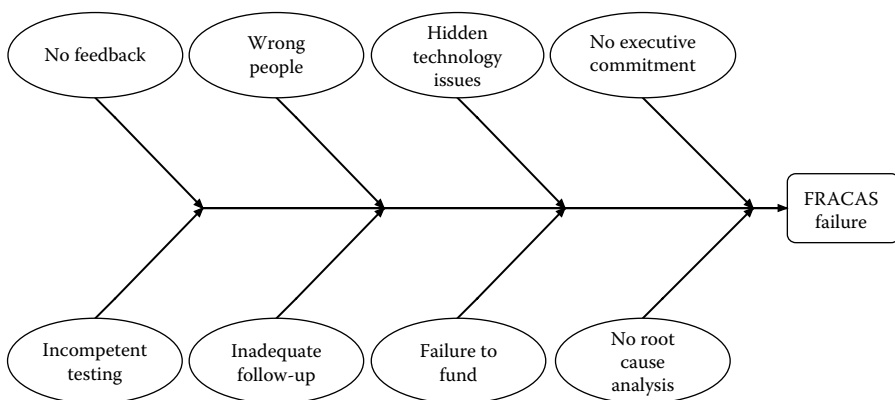 No feedback
Wrong
people
Hidden
technology
issues
No executive
commitment
FRACAS
failure
Incompetent
testing
Inadequate
follow-up
Failure to
fund
No root
cause
analysis